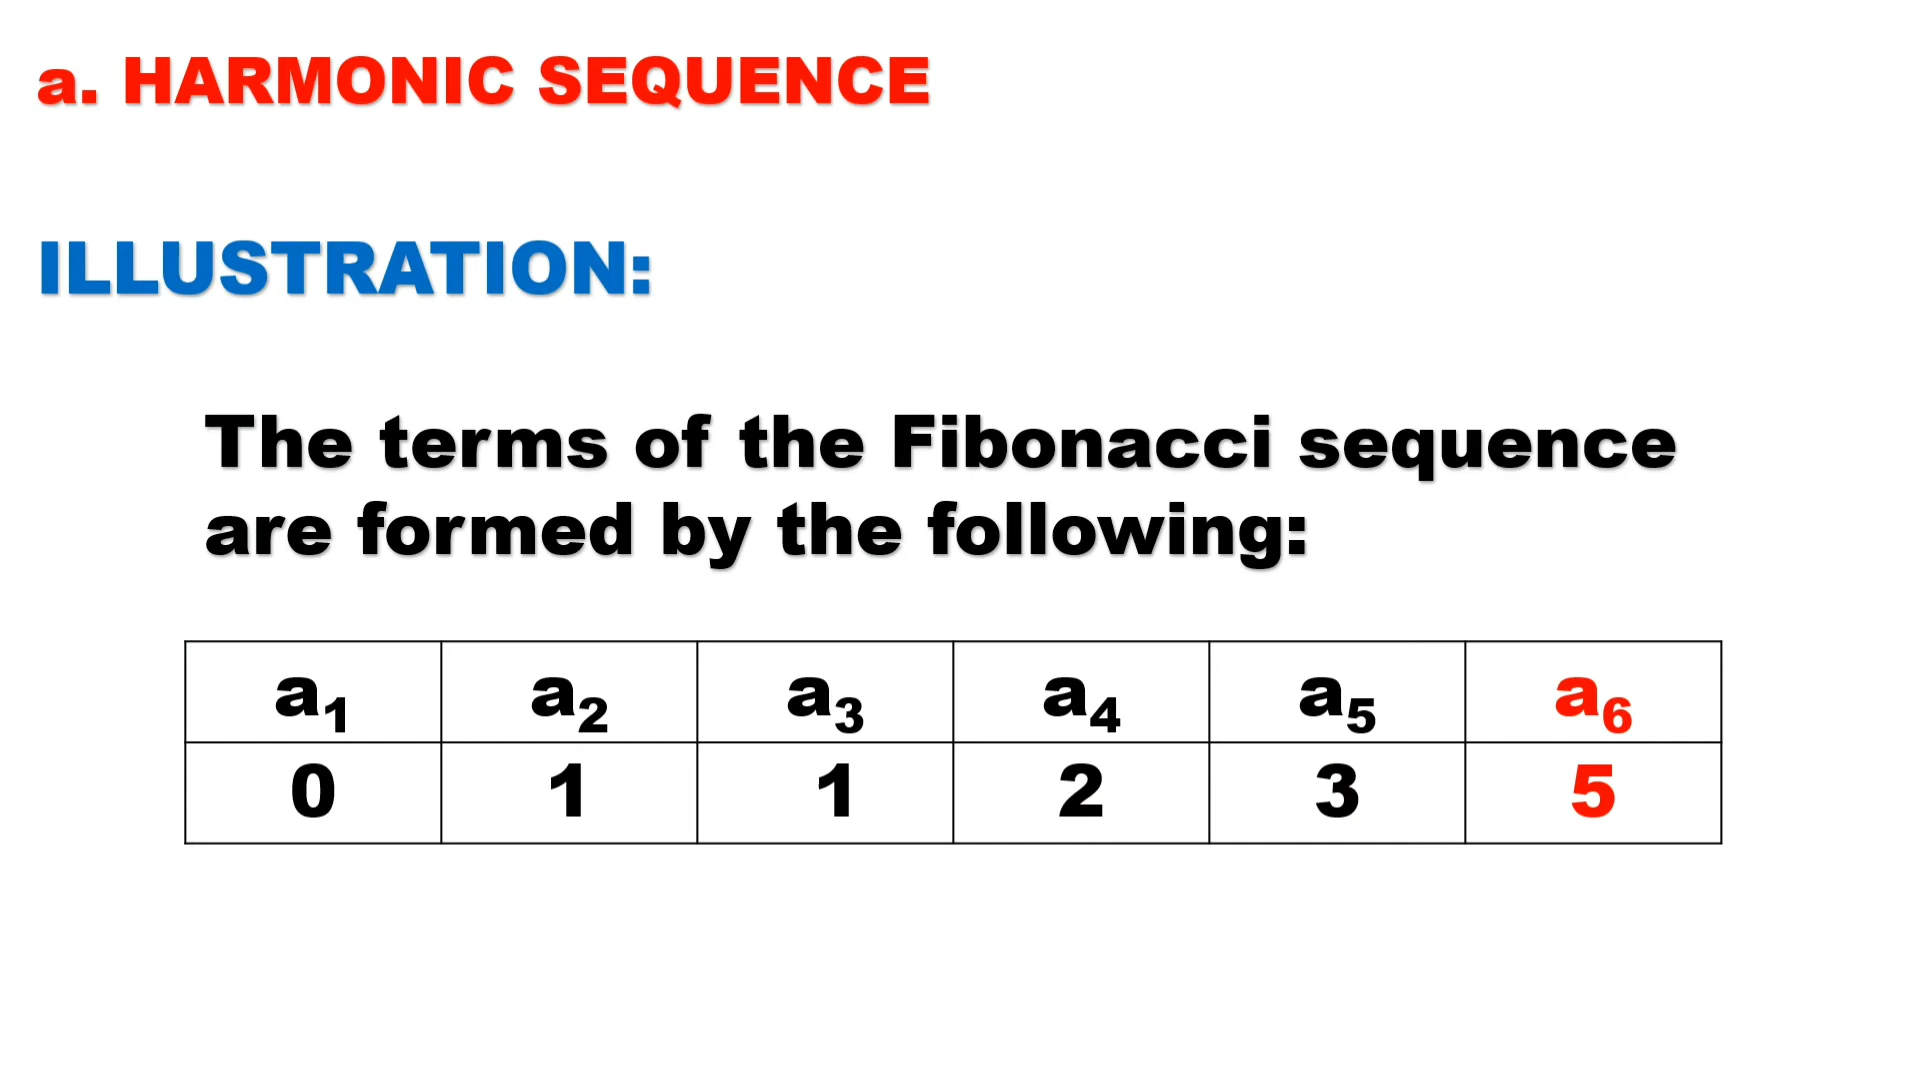 a. HARMONIC SEQUENCE
ILLUSTRATION:
The terms of the Fibonacci sequence
are formed by the following:
a₁ a₂ a₃ a₄ a₅ a₆
0 1 1 2 3 5